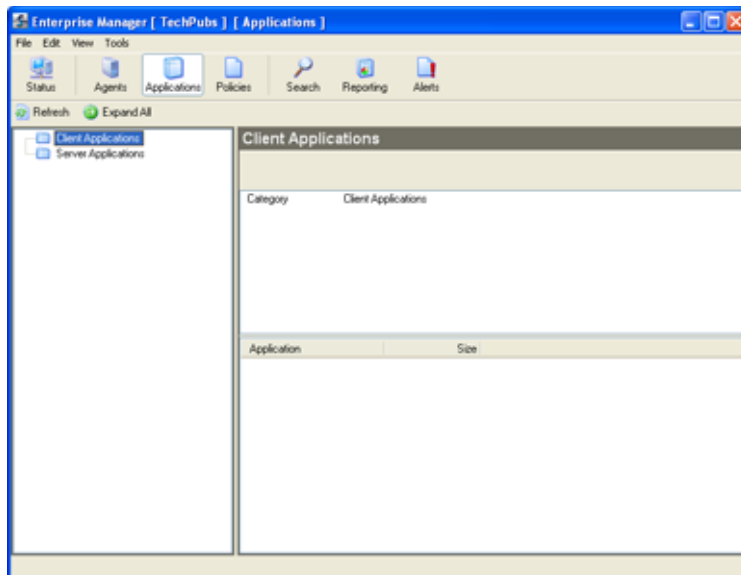 Enterprise Manager [ TechPubs ] [ Applications ]
File Edit View Tools
Status Agents Applications Policies Search Reporting Alerts
Refresh Expand All
Client Applications
Server Applications
Client Applications
Category Client Applications
Application Size